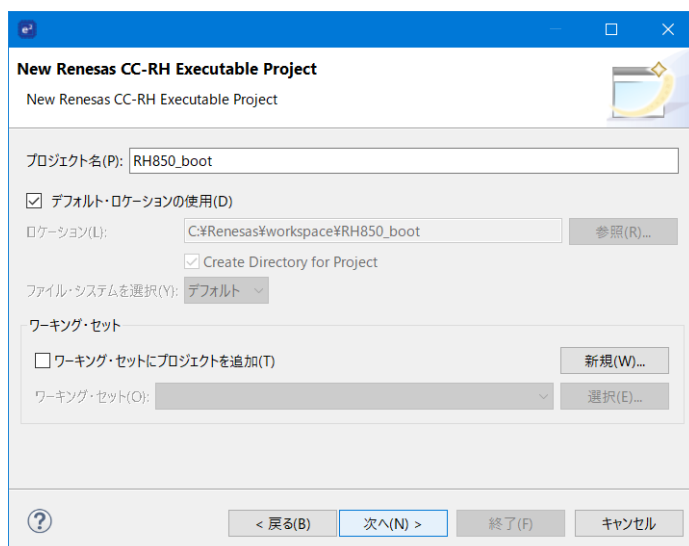 e²
New Renesas CC-RH Executable Project
New Renesas CC-RH Executable Project
プロジェクト名(P): RH850_boot
デフォルト・ロケーションの使用(D)
ロケーション(L): C:¥Renesas¥workspace¥RH850_boot 参照(R)...
Create Directory for Project
ファイル・システムを選択(Y): デフォルト
ワーキング・セット
ワーキング・セットにプロジェクトを追加(T) 新規(W)...
ワーキング・セット(O): 選択(E)...
? < 戻る(B) 次へ(N) > 終了(F) キャンセル